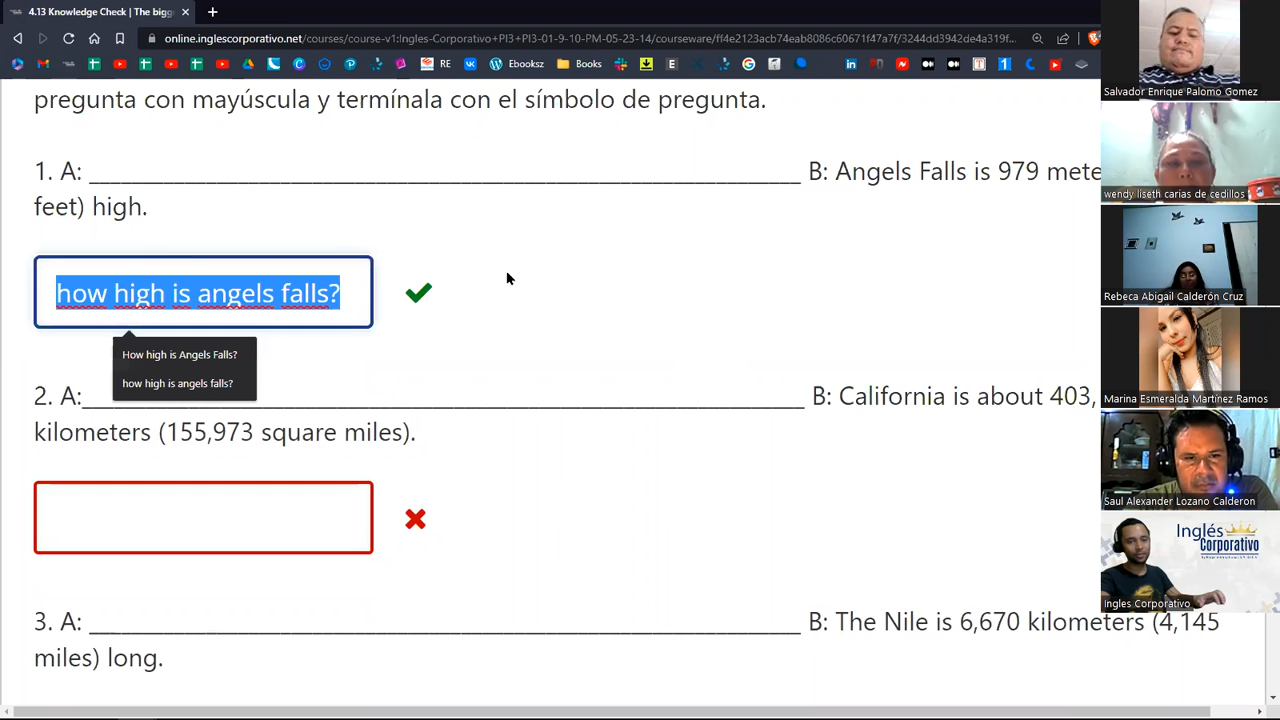 4.13 Knowledge Check | The bigg
online.inglescorporativo.net/courses/course-v1:Ingles-Corporativo+PI3+PI3-01-9-10-PM-05-23-14/courseware/ff4e2123acb74eab8086c60671f47a7f/3244dd3942de4a319f...
RE
Ebooksz
Books
pregunta con mayúscula y termínala con el símbolo de pregunta.
1. A: ____ B: Angels Falls is 979 mete
feet) high.
how high is angels falls?
How high is Angels Falls?
how high is angels falls?
2. A: ____ B: California is about 403,
kilometers (155,973 square miles).
3. A: ____ B: The Nile is 6,670 kilometers (4,145
miles) long.
Salvador Enrique Palomo Gomez
wendy liseth carias de cedillos
Rebeca Abigail Calderón Cruz
Marina Esmeralda Martínez Ramos
Saul Alexander Lozano Calderon
Inglés
Corporativo
Ingles Corporativo